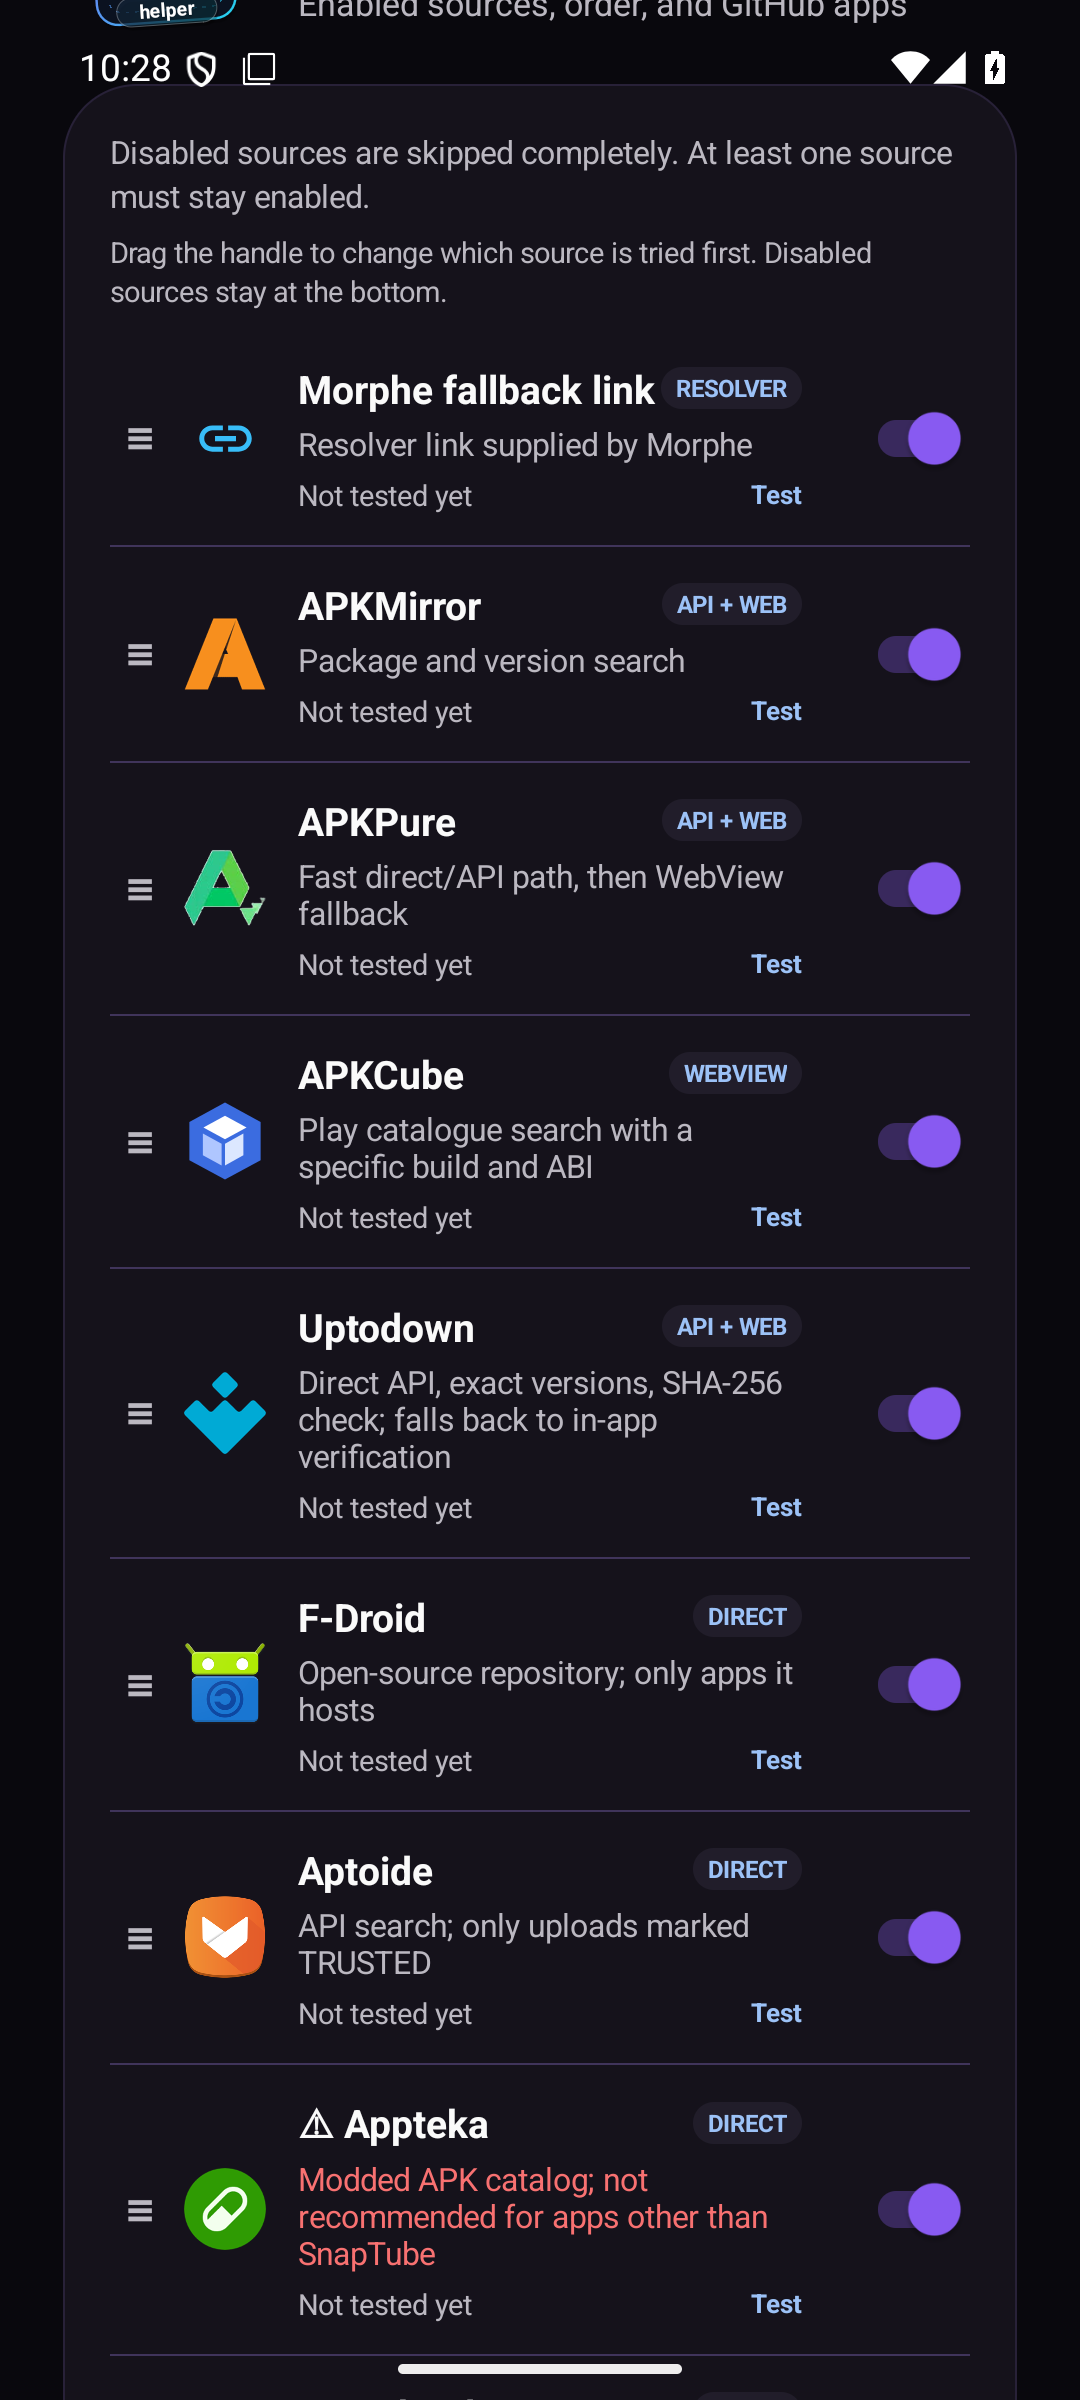 helper
Enabled sources, order, and GitHub apps
10:28
Disabled sources are skipped completely. At least one source
must stay enabled.
Drag the handle to change which source is tried first. Disabled
sources stay at the bottom.
Morphe fallback link RESOLVER
Resolver link supplied by Morphe
Not tested yet Test
APKMirror API + WEB
Package and version search
Not tested yet Test
APKPure API + WEB
Fast direct/API path, then WebView
fallback
Not tested yet Test
APKCube WEBVIEW
Play catalogue search with a
specific build and ABI
Not tested yet Test
Uptodown API + WEB
Direct API, exact versions, SHA-256
check; falls back to in-app
verification
Not tested yet Test
F-Droid DIRECT
Open-source repository; only apps it
hosts
Not tested yet Test
Aptoide DIRECT
API search; only uploads marked
TRUSTED
Not tested yet Test
⚠ Appteka DIRECT
Modded APK catalog; not
recommended for apps other than
SnapTube
Not tested yet Test